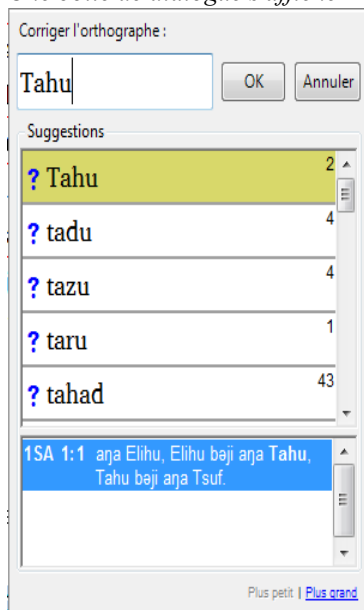 Corriger l'orthographe :
Tahu
OK
Annuler
Suggestions
? Tahu 2
? tadu 4
? tazu 4
? taru 1
? tahad 43
1SA 1:1 aŋa Elihu, Elihu bəji aŋa Tahu,
Tahu bəji aŋa Tsuf.
Plus petit | Plus grand